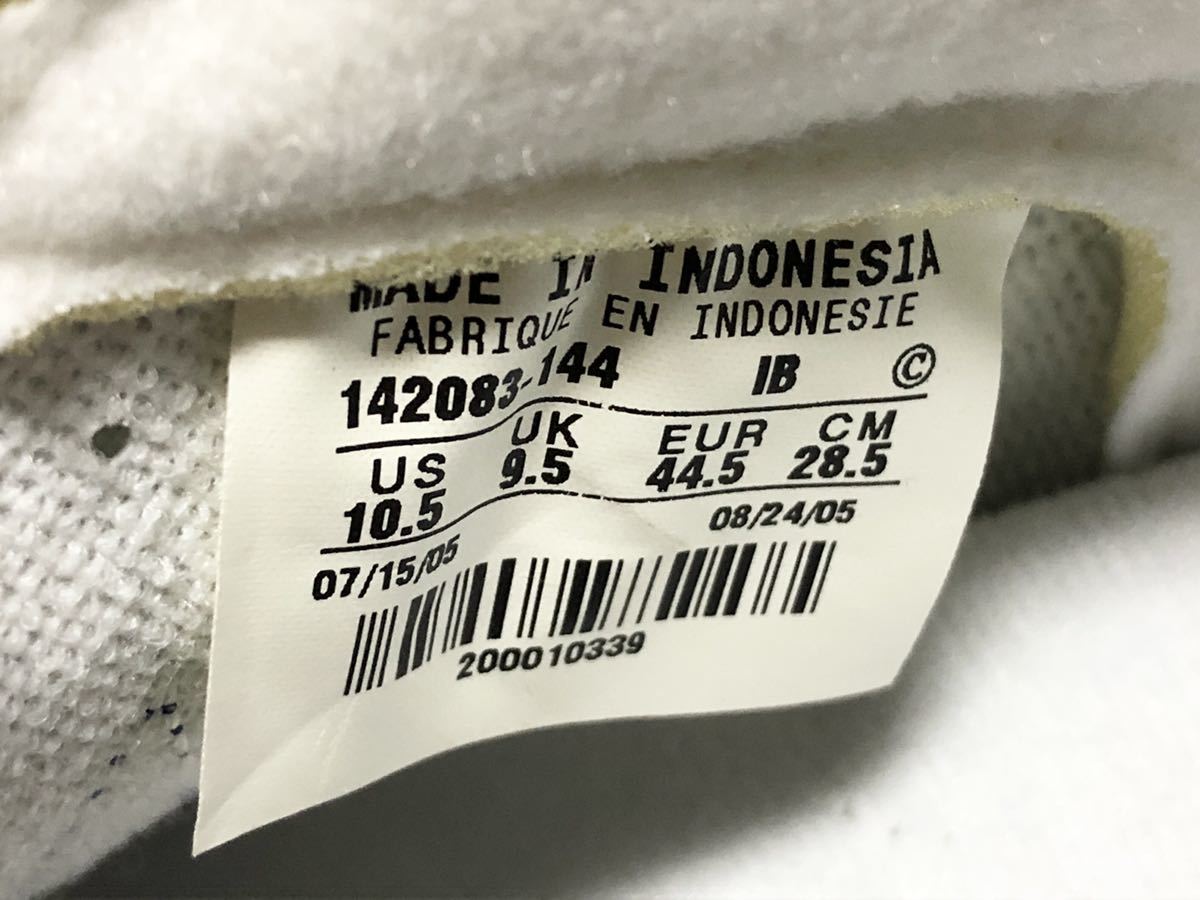 MADE IN INDONESIA
FABRIQUE EN INDONESIE
142083-144 IB ©
US UK EUR CM
10.5 9.5 44.5 28.5
07/15/05 08/24/05
200010339